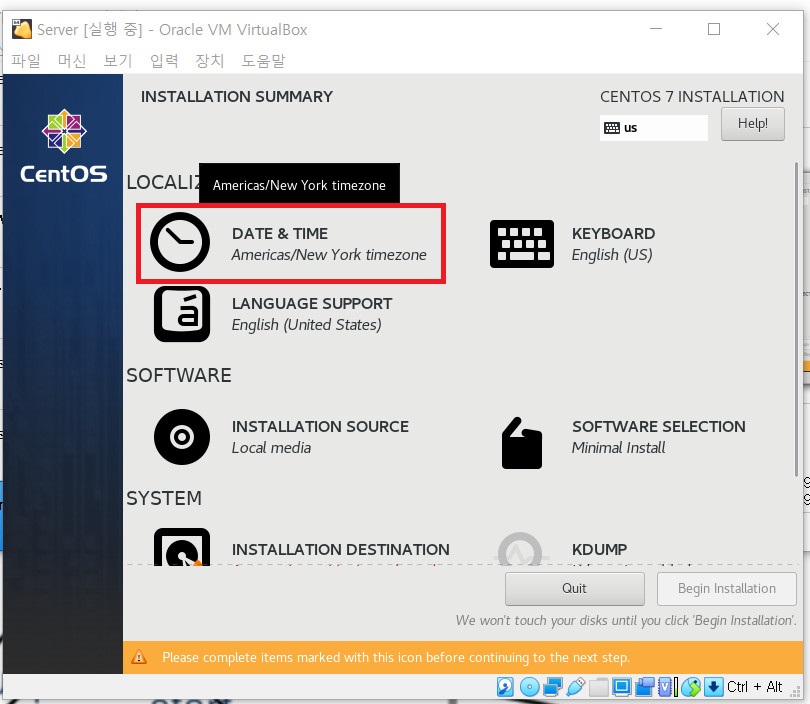 Server [실행 중] - Oracle VM VirtualBox
파일 머신 보기 입력 장치 도움말
INSTALLATION SUMMARY
CENTOS 7 INSTALLATION
us
Help!
CentOS
Americas/New York timezone
DATE & TIME
Americas/New York timezone
KEYBOARD
English (US)
LANGUAGE SUPPORT
English (United States)
SOFTWARE
INSTALLATION SOURCE
Local media
SOFTWARE SELECTION
Minimal Install
SYSTEM
INSTALLATION DESTINATION
KDUMP
Quit
Begin Installation
We won't touch your disks until you click 'Begin Installation'.
Please complete items marked with this icon before continuing to the next step.
Ctrl + Alt